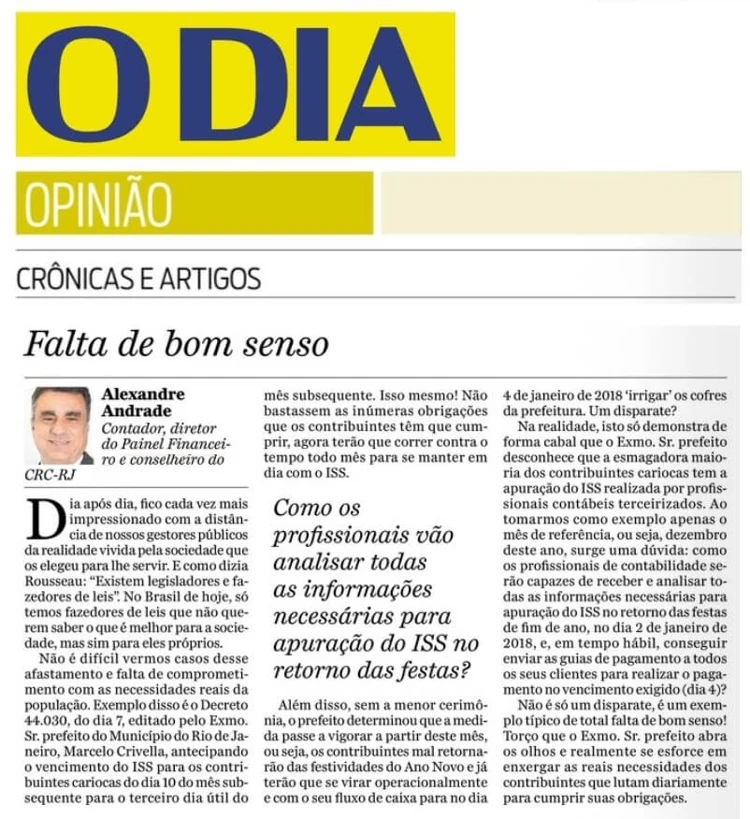 O DIA
OPINIÃO
CRÔNICAS E ARTIGOS
Falta de bom senso
Alexandre
Andrade
Contador, diretor
do Painel Financei-
ro e conselheiro do
CRC-RJ
Dia após dia, fico cada vez mais
impressionado com a distân-
cia de nossos gestores públicos
da realidade vivida pela sociedade que
os elegeu para lhe servir. E como dizia
Rousseau: “Existem legisladores e fa-
zedores de leis”. No Brasil de hoje, só
temos fazedores de leis que não que-
rem saber o que é melhor para a socie-
dade, mas sim para eles próprios.
Não é difícil vermos casos desse
afastamento e falta de comprometi-
mento com as necessidades reais da
população. Exemplo disso é o Decreto
44.030, do dia 7, editado pelo Exmo.
Sr. prefeito do Município do Rio de Ja-
neiro, Marcelo Crivella, antecipando
o vencimento do ISS para os contri-
buintes cariocas do dia 10 do mês sub-
sequente para o terceiro dia útil do
mês subsequente. Isso mesmo! Não
bastassem as inúmeras obrigações
que os contribuintes têm que cum-
prir, agora terão que correr contra o
tempo todo mês para se manter em
dia com o ISS.
Como os
profissionais vão
analisar todas
as informações
necessárias para
apuração do ISS no
retorno das festas?
Além disso, sem a menor cerimô-
nia, o prefeito determinou que a medi-
da passe a vigorar a partir deste mês,
ou seja, os contribuintes mal retorna-
rão das festividades do Ano Novo e já
terão que se virar operacionalmente
e com o seu fluxo de caixa para no dia
4 de janeiro de 2018 ‘irrigar’ os cofres
da prefeitura. Um disparate?
Na realidade, isto só demonstra de
forma cabal que o Exmo. Sr. prefeito
desconhece que a esmagadora maio-
ria dos contribuintes cariocas tem a
apuração do ISS realizada por profis-
sionais contábeis terceirizados. Ao
tomarmos como exemplo apenas o
mês de referência, ou seja, dezembro
deste ano, surge uma dúvida: como
os profissionais de contabilidade se-
rão capazes de receber e analisar to-
das as informações necessárias para
apuração do ISS no retorno das festas
de fim de ano, no dia 2 de janeiro de
2018, e, em tempo hábil, conseguir
enviar as guias de pagamento a todos
os seus clientes para realizar o paga-
mento no vencimento exigido (dia 4)?
Não é só um disparate, é um exem-
plo típico de total falta de bom senso!
Torço que o Exmo. Sr. prefeito abra
os olhos e realmente se esforce em
enxergar as reais necessidades dos
contribuintes que lutam diariamente
para cumprir suas obrigações.